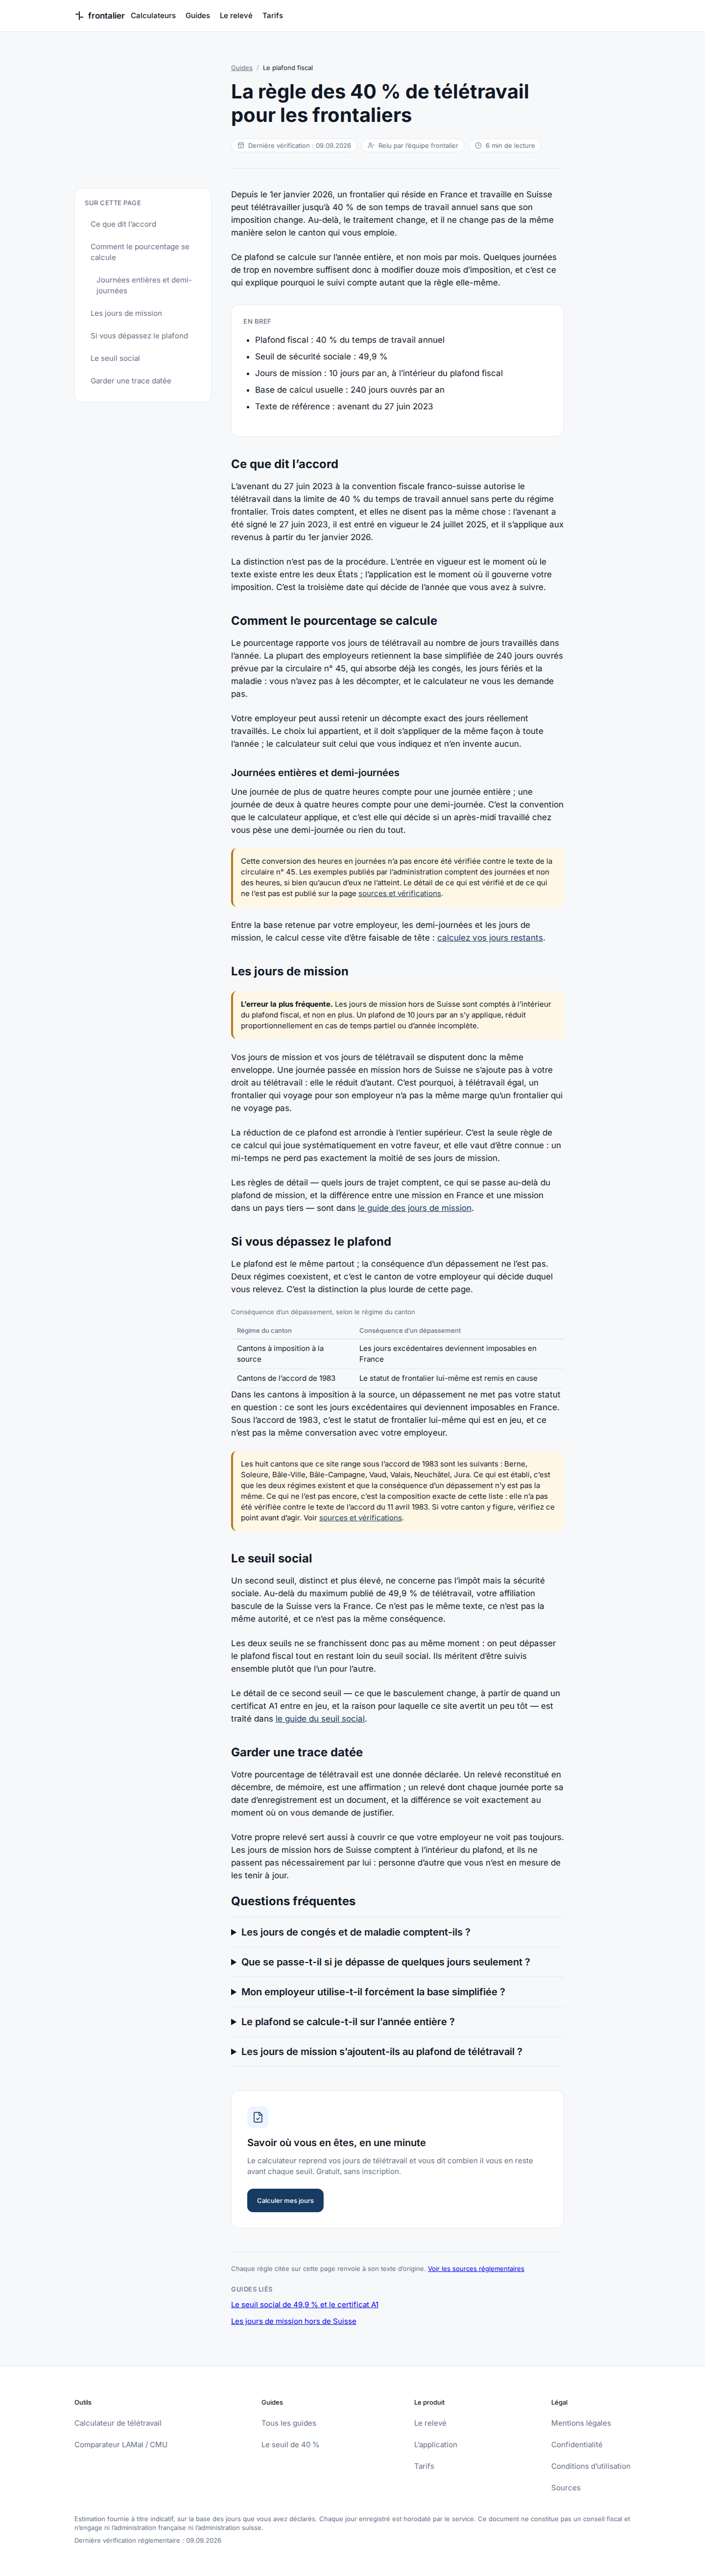 frontalier Calculateurs Guides Le relevé Tarifs
Guides / Le plafond fiscal
La règle des 40 % de télétravail
pour les frontaliers
Dernière vérification : 09.09.2026 Relu par l’équipe frontalier 6 min de lecture
SUR CETTE PAGE
Ce que dit l’accord
Comment le pourcentage se
calcule
Journées entières et demi-
journées
Les jours de mission
Si vous dépassez le plafond
Le seuil social
Garder une trace datée
Depuis le 1er janvier 2026, un frontalier qui réside en France et travaille en Suisse
peut télétravailler jusqu’à 40 % de son temps de travail annuel sans que son
imposition change. Au-delà, le traitement change, et il ne change pas de la même
manière selon le canton qui vous emploie.
Ce plafond se calcule sur l’année entière, et non mois par mois. Quelques journées
de trop en novembre suffisent donc à modifier douze mois d’imposition, et c’est ce
qui explique pourquoi le suivi compte autant que la règle elle-même.
EN BREF
• Plafond fiscal : 40 % du temps de travail annuel
• Seuil de sécurité sociale : 49,9 %
• Jours de mission : 10 jours par an, à l’intérieur du plafond fiscal
• Base de calcul usuelle : 240 jours ouvrés par an
• Texte de référence : avenant du 27 juin 2023
Ce que dit l’accord
L’avenant du 27 juin 2023 à la convention fiscale franco-suisse autorise le
télétravail dans la limite de 40 % du temps de travail annuel sans perte du régime
frontalier. Trois dates comptent, et elles ne disent pas la même chose : l’avenant a
été signé le 27 juin 2023, il est entré en vigueur le 24 juillet 2025, et il s’applique aux
revenus à partir du 1er janvier 2026.
La distinction n’est pas de la procédure. L’entrée en vigueur est le moment où le
texte existe entre les deux États ; l’application est le moment où il gouverne votre
imposition. C’est la troisième date qui décide de l’année que vous avez à suivre.
Comment le pourcentage se calcule
Le pourcentage rapporte vos jours de télétravail au nombre de jours travaillés dans
l’année. La plupart des employeurs retiennent la base simplifiée de 240 jours ouvrés
prévue par la circulaire n° 45, qui absorbe déjà les congés, les jours fériés et la
maladie : vous n’avez pas à les décompter, et le calculateur ne vous les demande
pas.
Votre employeur peut aussi retenir un décompte exact des jours réellement
travaillés. Le choix lui appartient, et il doit s’appliquer de la même façon à toute
l’année ; le calculateur suit celui que vous indiquez et n’en invente aucun.
Journées entières et demi-journées
Une journée de plus de quatre heures compte pour une journée entière ; une
journée de deux à quatre heures compte pour une demi-journée. C’est la convention
que le calculateur applique, et c’est elle qui décide si un après-midi travaillé chez
vous pèse une demi-journée ou rien du tout.
Cette conversion des heures en journées n’a pas encore été vérifiée contre le texte de la
circulaire n° 45. Les exemples publiés par l’administration comptent des journées et non
des heures, si bien qu’aucun d’eux ne l’atteint. Le détail de ce qui est vérifié et de ce qui
ne l’est pas est publié sur la page sources et vérifications.
Entre la base retenue par votre employeur, les demi-journées et les jours de
mission, le calcul cesse vite d’être faisable de tête : calculez vos jours restants.
Les jours de mission
L’erreur la plus fréquente. Les jours de mission hors de Suisse sont comptés à l’intérieur
du plafond fiscal, et non en plus. Un plafond de 10 jours par an s’y applique, réduit
proportionnellement en cas de temps partiel ou d’année incomplète.
Vos jours de mission et vos jours de télétravail se disputent donc la même
enveloppe. Une journée passée en mission hors de Suisse ne s’ajoute pas à votre
droit au télétravail : elle le réduit d’autant. C’est pourquoi, à télétravail égal, un
frontalier qui voyage pour son employeur n’a pas la même marge qu’un frontalier qui
ne voyage pas.
La réduction de ce plafond est arrondie à l’entier supérieur. C’est la seule règle de
ce calcul qui joue systématiquement en votre faveur, et elle vaut d’être connue : un
mi-temps ne perd pas exactement la moitié de ses jours de mission.
Les règles de détail — quels jours de trajet comptent, ce qui se passe au-delà du
plafond de mission, et la différence entre une mission en France et une mission
dans un pays tiers — sont dans le guide des jours de mission.
Si vous dépassez le plafond
Le plafond est le même partout ; la conséquence d’un dépassement ne l’est pas.
Deux régimes coexistent, et c’est le canton de votre employeur qui décide duquel
vous relevez. C’est la distinction la plus lourde de cette page.
Conséquence d’un dépassement, selon le régime du canton
Régime du canton Conséquence d’un dépassement
Cantons à imposition à la
source
Les jours excédentaires deviennent imposables en
France
Cantons de l’accord de 1983 Le statut de frontalier lui-même est remis en cause
Dans les cantons à imposition à la source, un dépassement ne met pas votre statut
en question : ce sont les jours excédentaires qui deviennent imposables en France.
Sous l’accord de 1983, c’est le statut de frontalier lui-même qui est en jeu, et ce
n’est pas la même conversation avec votre employeur.
Les huit cantons que ce site range sous l’accord de 1983 sont les suivants : Berne,
Soleure, Bâle-Ville, Bâle-Campagne, Vaud, Valais, Neuchâtel, Jura. Ce qui est établi, c’est
que les deux régimes existent et que la conséquence d’un dépassement n’y est pas la
même. Ce qui ne l’est pas encore, c’est la composition exacte de cette liste : elle n’a pas
été vérifiée contre le texte de l’accord du 11 avril 1983. Si votre canton y figure, vérifiez ce
point avant d’agir. Voir sources et vérifications.
Le seuil social
Un second seuil, distinct et plus élevé, ne concerne pas l’impôt mais la sécurité
sociale. Au-delà du maximum publié de 49,9 % de télétravail, votre affiliation
bascule de la Suisse vers la France. Ce n’est pas le même texte, ce n’est pas la
même autorité, et ce n’est pas la même conséquence.
Les deux seuils ne se franchissent donc pas au même moment : on peut dépasser
le plafond fiscal tout en restant loin du seuil social. Ils méritent d’être suivis
ensemble plutôt que l’un pour l’autre.
Le détail de ce second seuil — ce que le basculement change, à partir de quand un
certificat A1 entre en jeu, et la raison pour laquelle ce site avertit un peu tôt — est
traité dans le guide du seuil social.
Garder une trace datée
Votre pourcentage de télétravail est une donnée déclarée. Un relevé reconstitué en
décembre, de mémoire, est une affirmation ; un relevé dont chaque journée porte sa
date d’enregistrement est un document, et la différence se voit exactement au
moment où on vous demande de justifier.
Votre propre relevé sert aussi à couvrir ce que votre employeur ne voit pas toujours.
Les jours de mission hors de Suisse comptent à l’intérieur du plafond, et ils ne
passent pas nécessairement par lui : personne d’autre que vous n’est en mesure de
les tenir à jour.
Questions fréquentes
Les jours de congés et de maladie comptent-ils ?
Que se passe-t-il si je dépasse de quelques jours seulement ?
Mon employeur utilise-t-il forcément la base simplifiée ?
Le plafond se calcule-t-il sur l’année entière ?
Les jours de mission s’ajoutent-ils au plafond de télétravail ?
Savoir où vous en êtes, en une minute
Le calculateur reprend vos jours de télétravail et vous dit combien il vous en reste
avant chaque seuil. Gratuit, sans inscription.
Calculer mes jours
Chaque règle citée sur cette page renvoie à son texte d’origine. Voir les sources réglementaires
GUIDES LIÉS
Le seuil social de 49,9 % et le certificat A1
Les jours de mission hors de Suisse
Outils Guides Le produit Légal
Calculateur de télétravail Tous les guides Le relevé Mentions légales
Comparateur LAMal / CMU Le seuil de 40 % L’application Confidentialité
Tarifs Conditions d’utilisation
Sources
Estimation fournie à titre indicatif, sur la base des jours que vous avez déclarés. Chaque jour enregistré est horodaté par le service. Ce document ne constitue pas un conseil fiscal et
n’engage ni l’administration française ni l’administration suisse.
Dernière vérification réglementaire : 09.09.2026